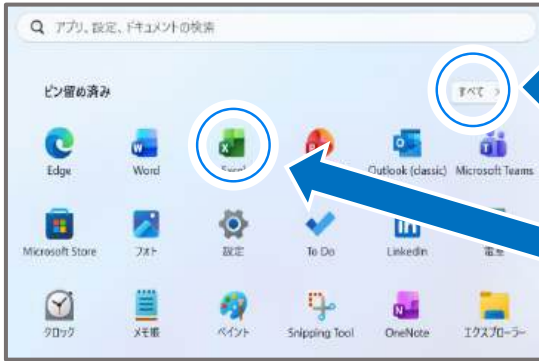 アプリ、設定、ドキュメントの検索
ピン留め済み
すべて >
Edge
Word
Excel
Outlook (classic)
Microsoft Teams
Microsoft Store
フォト
設定
To Do
LinkedIn
電卓
クロック
メモ帳
ペイント
Snipping Tool
OneNote
エクスプローラー